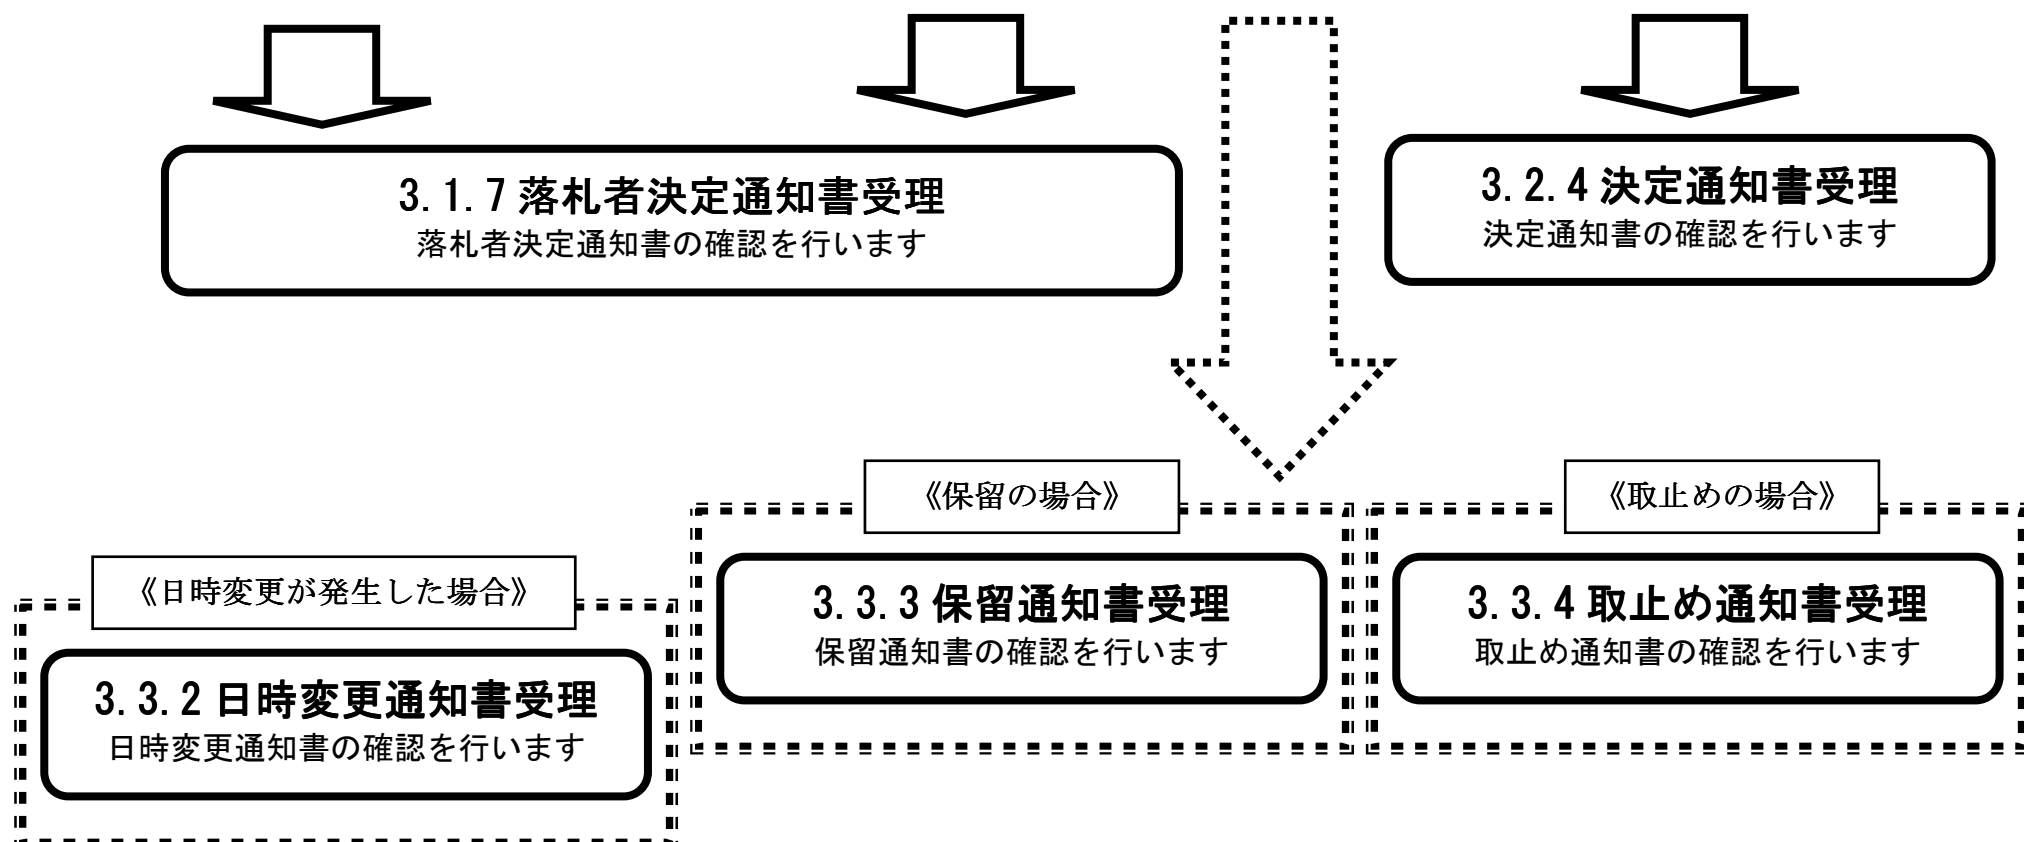 3.1.7 落札者決定通知書受理
落札者決定通知書の確認を行います
3.2.4 決定通知書受理
決定通知書の確認を行います
《保留の場合》
3.3.3 保留通知書受理
保留通知書の確認を行います
《取止めの場合》
3.3.4 取止め通知書受理
取止め通知書の確認を行います
《日時変更が発生した場合》
3.3.2 日時変更通知書受理
日時変更通知書の確認を行います